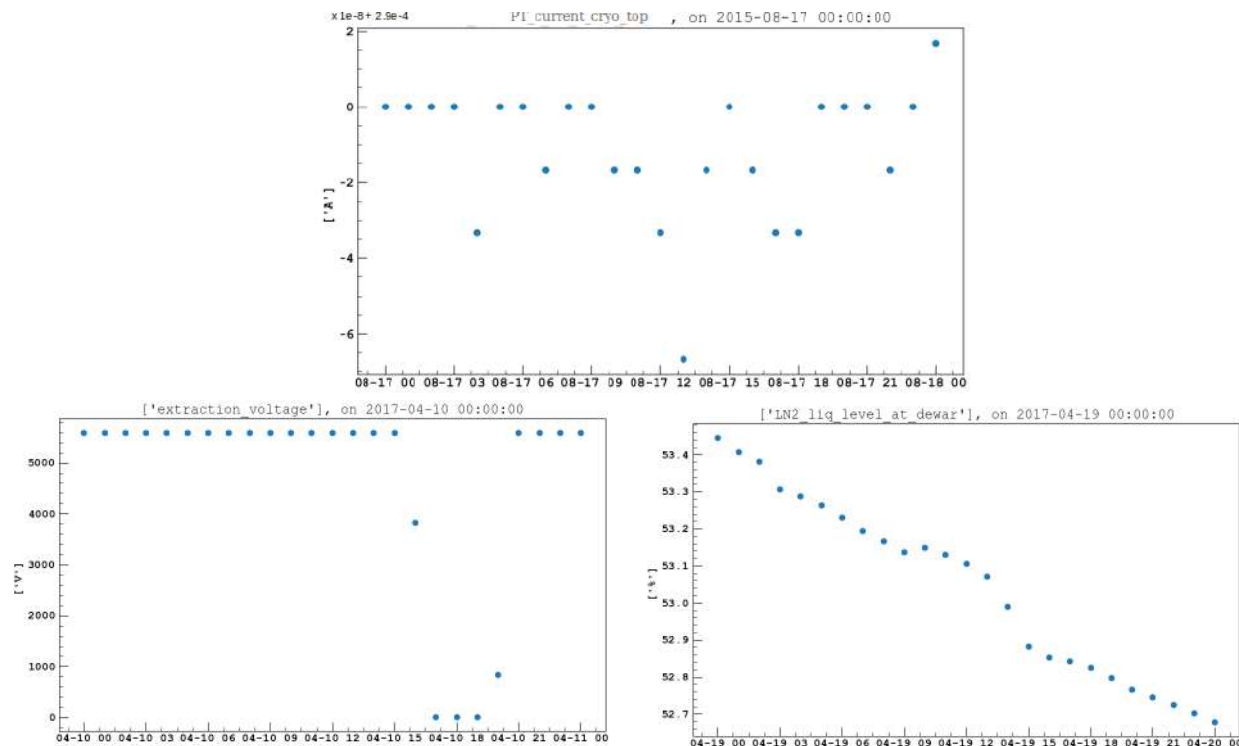 x 1e-8+ 2.9e-4
PT_current_cryo_top , on 2015-08-17 00:00:00
2
0
-2
-4
-6
['A']
08-17 00 08-17 03 08-17 06 08-17 09 08-17 12 08-17 15 08-17 18 08-17 21 08-18 00
['extraction_voltage'], on 2017-04-10 00:00:00
5000
4000
3000
2000
1000
0
['V']
04-10 00 04-10 03 04-10 06 04-10 09 04-10 12 04-10 15 04-10 18 04-10 21 04-11 00
['LN2_liq_level_at_dewar'], on 2017-04-19 00:00:00
53.4
53.3
53.2
53.1
53.0
52.9
52.8
52.7
['%']
04-19 00 04-19 03 04-19 06 04-19 09 04-19 12 04-19 15 04-19 18 04-19 21 04-20 00